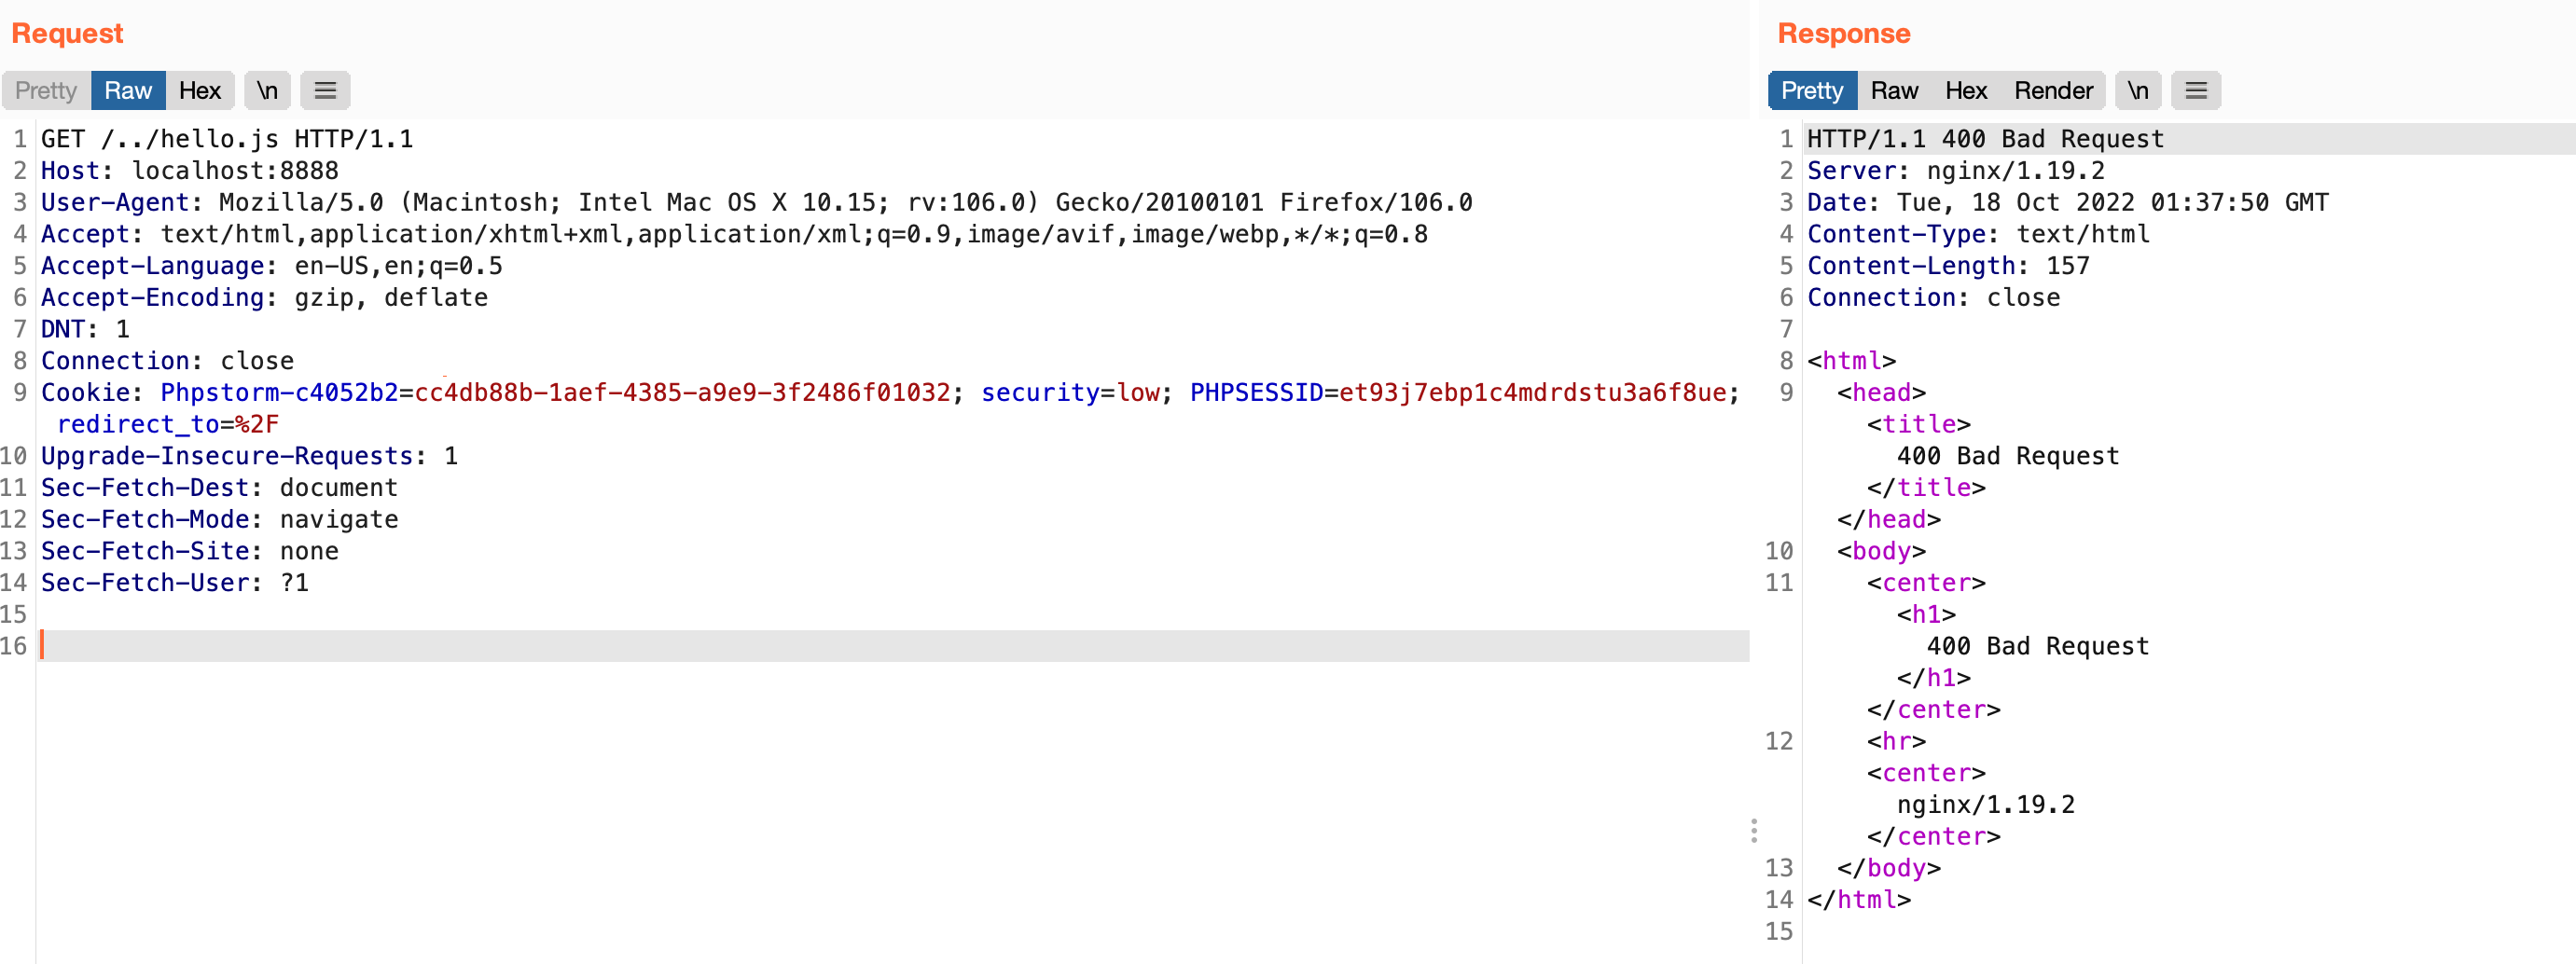 Request
Pretty Raw Hex \n
1 GET /../hello.js HTTP/1.1
2 Host: localhost:8888
3 User-Agent: Mozilla/5.0 (Macintosh; Intel Mac OS X 10.15; rv:106.0) Gecko/20100101 Firefox/106.0
4 Accept: text/html,application/xhtml+xml,application/xml;q=0.9,image/avif,image/webp,*/*;q=0.8
5 Accept-Language: en-US,en;q=0.5
6 Accept-Encoding: gzip, deflate
7 DNT: 1
8 Connection: close
9 Cookie: Phpstorm-c4052b2=cc4db88b-1aef-4385-a9e9-3f2486f01032; security=low; PHPSESSID=et93j7ebp1c4mdrdstu3a6f8ue;
redirect_to=%2F
10 Upgrade-Insecure-Requests: 1
11 Sec-Fetch-Dest: document
12 Sec-Fetch-Mode: navigate
13 Sec-Fetch-Site: none
14 Sec-Fetch-User: ?1
15
16
Response
Pretty Raw Hex Render \n
1 HTTP/1.1 400 Bad Request
2 Server: nginx/1.19.2
3 Date: Tue, 18 Oct 2022 01:37:50 GMT
4 Content-Type: text/html
5 Content-Length: 157
6 Connection: close
7
8 <html>
9 <head>
<title>
400 Bad Request
</title>
</head>
10 <body>
11 <center>
<h1>
400 Bad Request
</h1>
</center>
12 <hr>
<center>
nginx/1.19.2
</center>
13 </body>
14 </html>
15